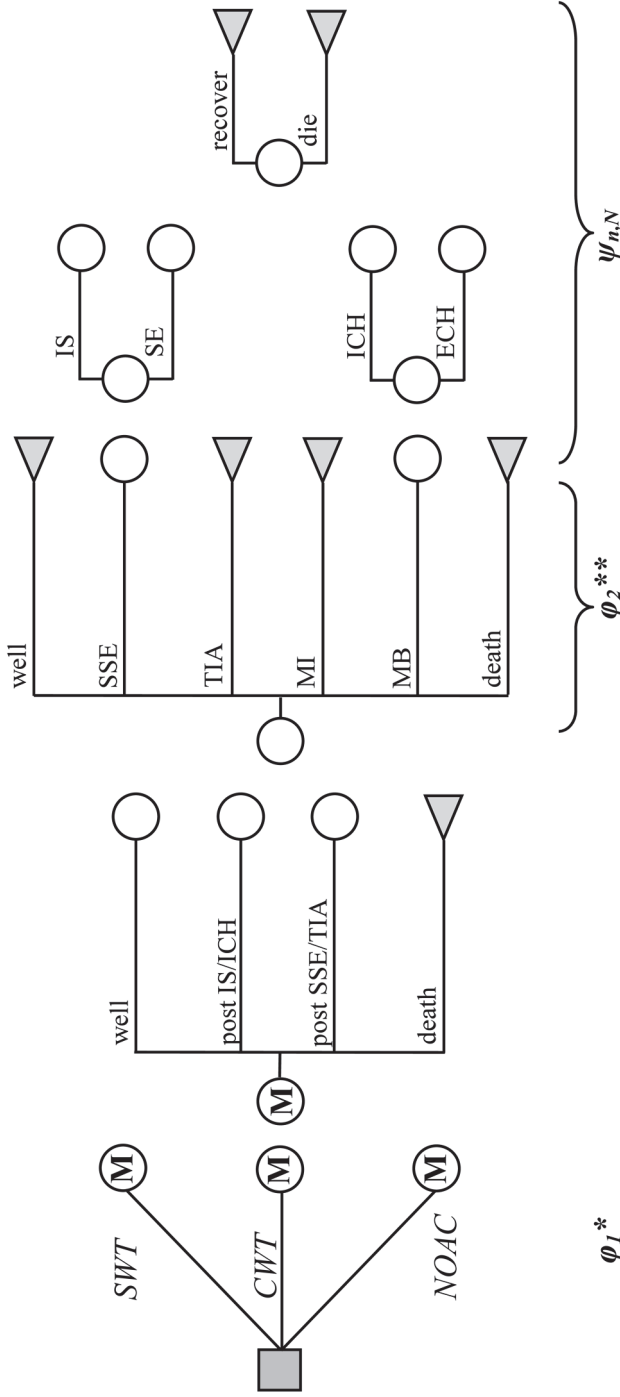 SWT
CWT
NOAC
M
M
M
M
well
post IS/ICH
post SSE/TIA
death
well
SSE
TIA
MI
MB
death
IS
SE
ICH
ECH
recover
die
φ1*
φ2**
ψn,N